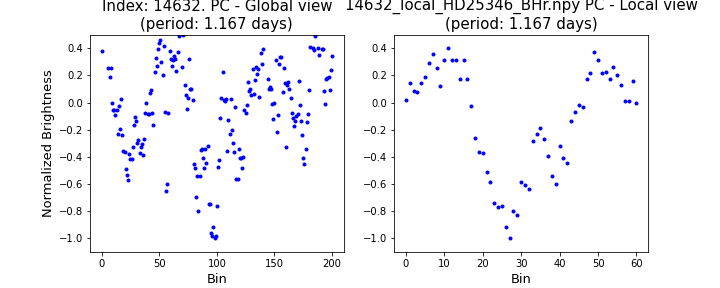 Index: 14632. PC - Global view
(period: 1.167 days)
14632_local_HD25346_BHr.npy PC - Local view
(period: 1.167 days)
Normalized Brightness
0.4
0.2
0.0
−0.2
−0.4
−0.6
−0.8
−1.0
0 50 100 150 200
Bin
0.4
0.2
0.0
−0.2
−0.4
−0.6
−0.8
−1.0
0 10 20 30 40 50 60
Bin